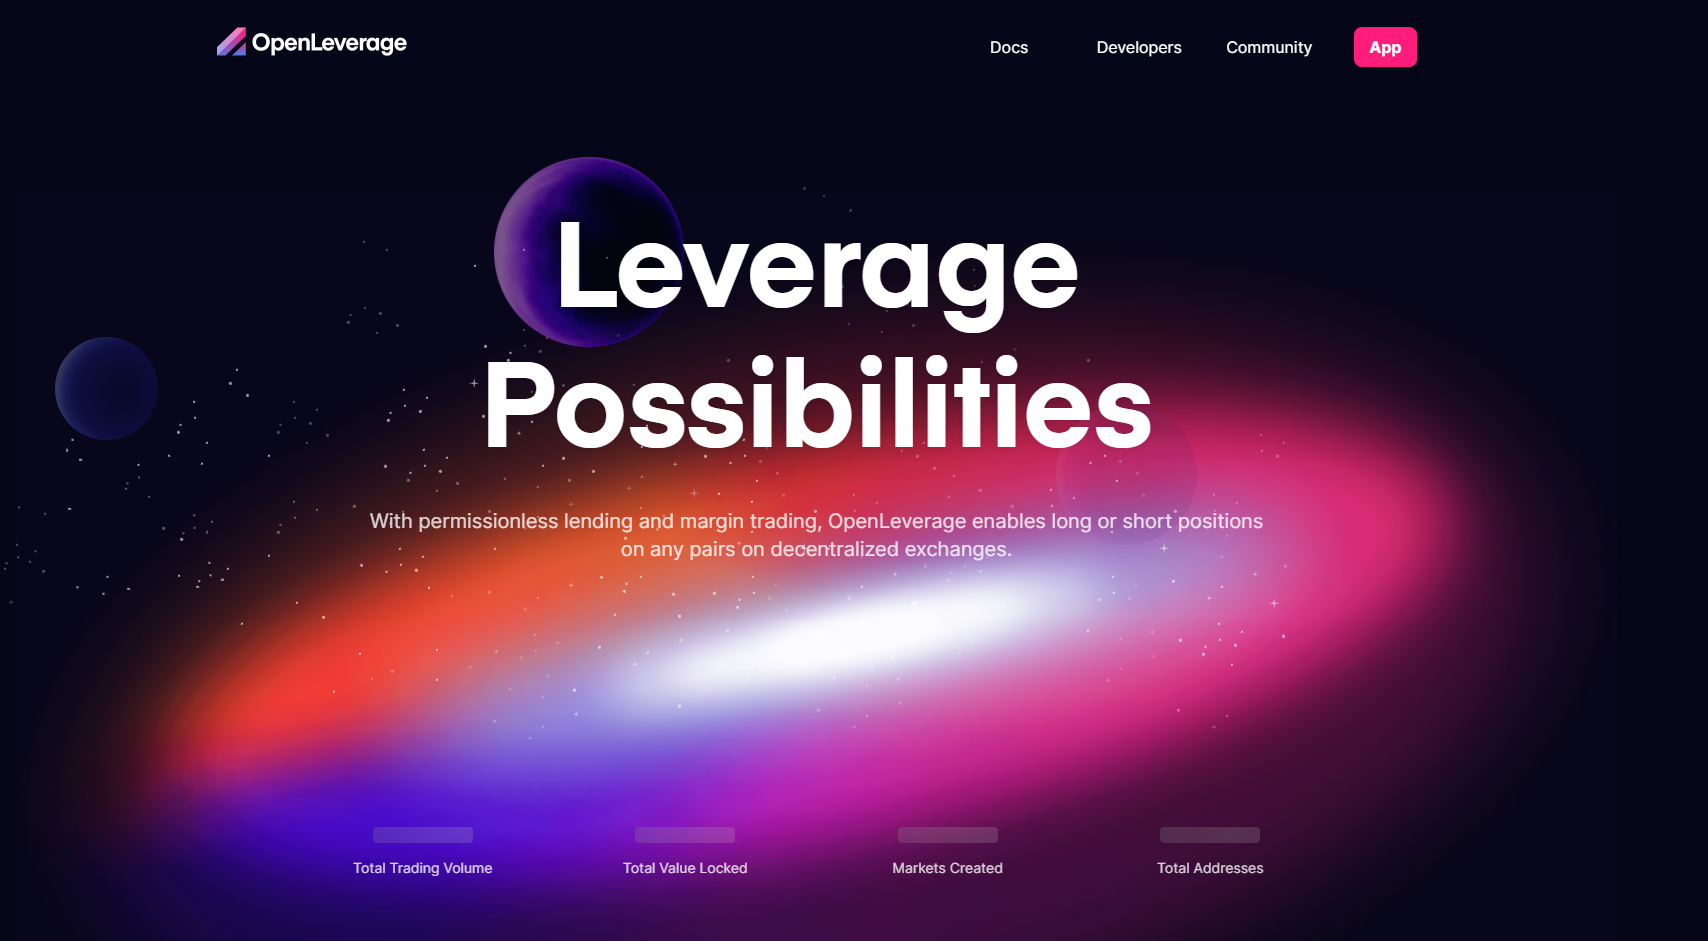 OpenLeverage
Docs
Developers
Community
App
Leverage
Possibilities
With permissionless lending and margin trading, OpenLeverage enables long or short positions
on any pairs on decentralized exchanges.
Total Trading Volume
Total Value Locked
Markets Created
Total Addresses